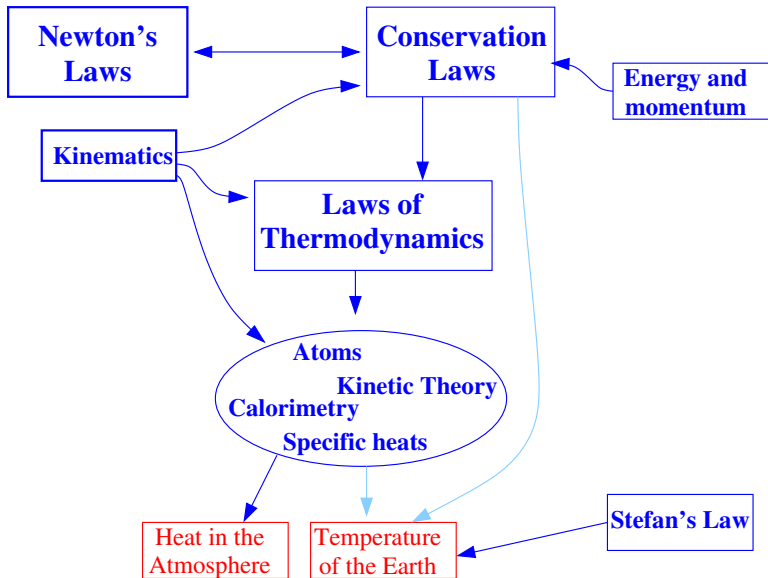 Newton's
Laws
Conservation
Laws
Energy and
momentum
Kinematics
Laws of
Thermodynamics
Atoms
Kinetic Theory
Calorimetry
Specific heats
Heat in the
Atmosphere
Temperature
of the Earth
Stefan's Law